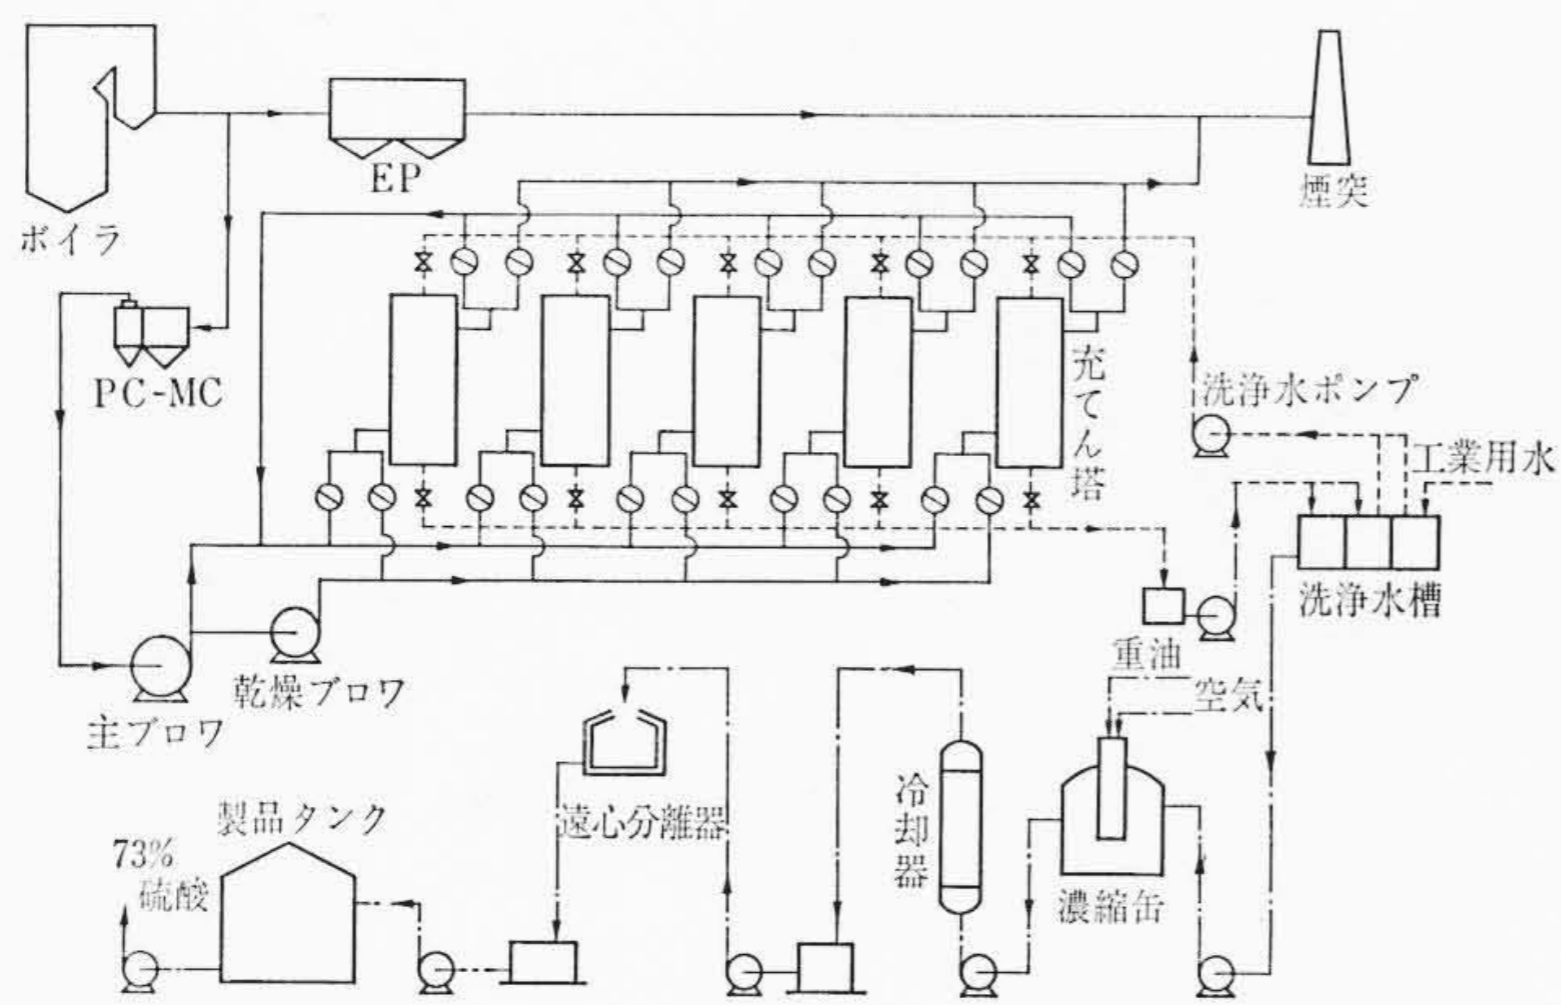 ボイラ
EP
煙突
PC-MC
充てん塔
洗浄水ポンプ
工業用水
洗浄水槽
主ブロワ
乾燥ブロワ
重油
空気
遠心分離器
冷却器
濃縮缶
製品タンク
73%
硫酸